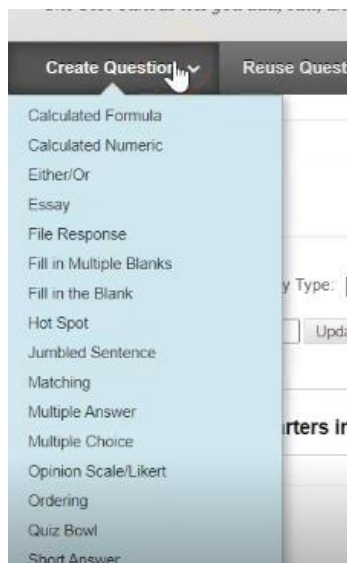 Create Question
Reuse Quest
Calculated Formula
Calculated Numeric
Either/Or
Essay
File Response
Fill in Multiple Blanks
y Type:
Fill in the Blank
Hot Spot
Upda
Jumbled Sentence
Matching
Multiple Answer
rters in
Multiple Choice
Opinion Scale/Likert
Ordering
Quiz Bowl
Short Answer